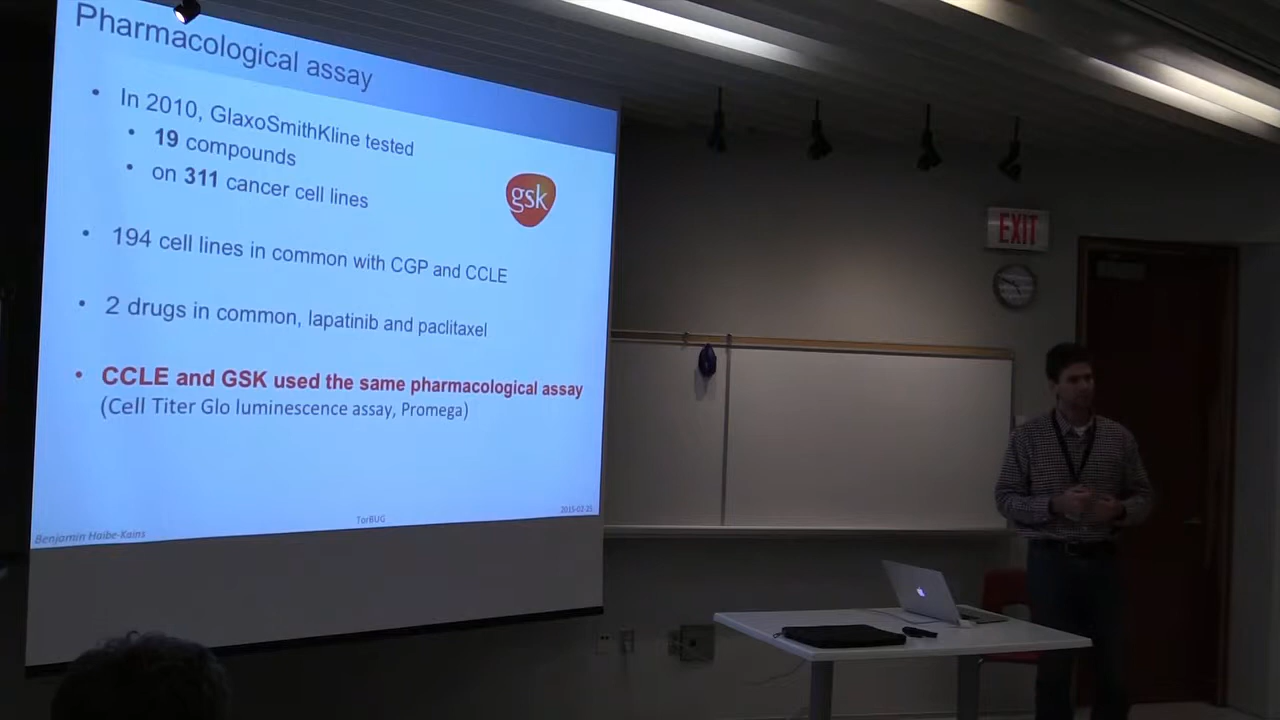 Pharmacological assay
• In 2010, GlaxoSmithKline tested
• 19 compounds
• on 311 cancer cell lines
gsk
• 194 cell lines in common with CGP and CCLE
• 2 drugs in common, lapatinib and paclitaxel
• CCLE and GSK used the same pharmacological assay
(Cell Titer Glo luminescence assay, Promega)
Benjamin Haibe-Kains
TorBUG
EXIT